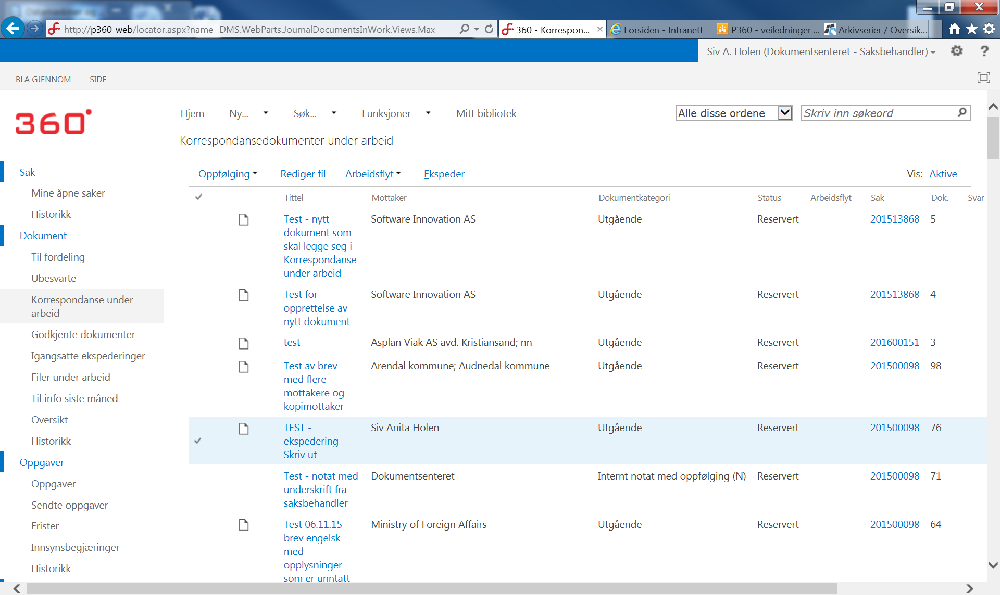 http://p360-web/locator.aspx?name=DMS.WebParts.JournalDocumentsInWork.Views.Max
360 - Korrespon...
Forsiden - Intranett
P360 - veiledninger ...
Arkivserier / Oversik...
Siv A. Holen (Dokumentsenteret - Saksbehandler)
?
BLA GJENNOM
SIDE
360°
Hjem
Ny...
Søk...
Funksjoner
Mitt bibliotek
Alle disse ordene
Skriv inn søkeord
Korrespondansedokumenter under arbeid
Sak
Mine åpne saker
Historikk
Dokument
Til fordeling
Ubesvarte
Korrespondanse under
arbeid
Godkjente dokumenter
Igangsatte ekspederinger
Filer under arbeid
Til info siste måned
Oversikt
Historikk
Oppgaver
Oppgaver
Sendte oppgaver
Frister
Innsynsbegjæringer
Historikk
Oppfølging
Rediger fil
Arbeidsflyt
Ekspeder
Vis: Aktive
Tittel Mottaker Dokumentkategori Status Arbeidsflyt Sak Dok. Svar
Test - nytt Software Innovation AS Utgående Reservert 201513868 5
dokument som
skal legge seg i
Korrespondanse
under arbeid
Test for Software Innovation AS Utgående Reservert 201513868 4
opprettelse av
nytt dokument
test Asplan Viak AS avd. Kristiansand; nn Utgående Reservert 201600151 3
Test av brev Arendal kommune; Audnedal kommune Utgående Reservert 201500098 98
med flere
mottakere og
kopimottaker
TEST - Siv Anita Holen Utgående Reservert 201500098 76
ekspedering
Skriv ut
Test - notat med Dokumentsenteret Internt notat med oppfølging (N) Reservert 201500098 71
underskrift fra
saksbehandler
Test 06.11.15 - Ministry of Foreign Affairs Utgående Reservert 201500098 64
brev engelsk
med
opplysninger
som er unntatt